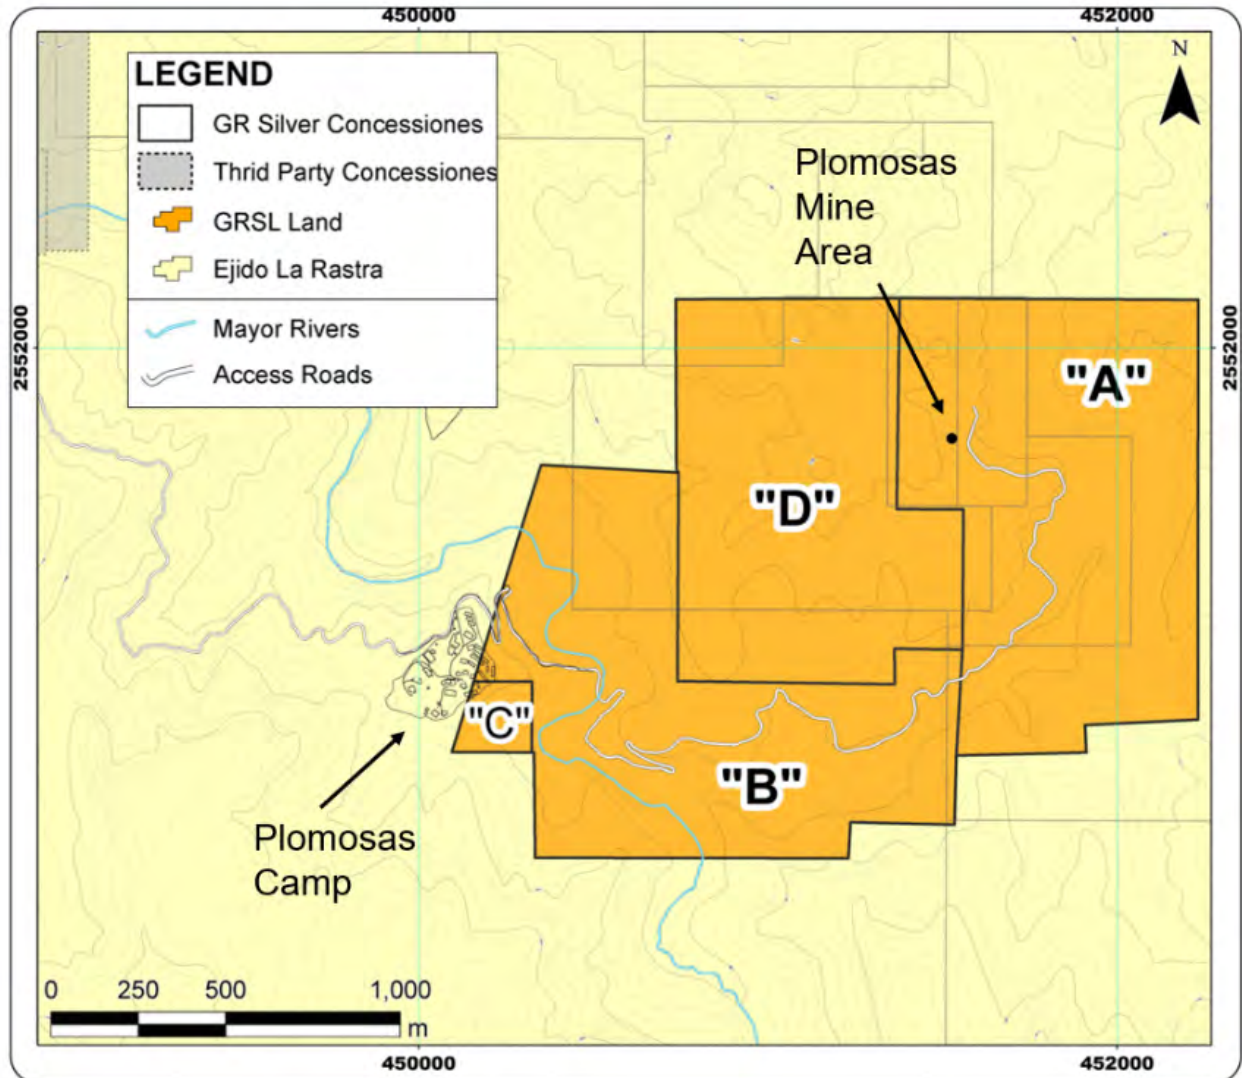 450000
452000
LEGEND
GR Silver Concessiones
Thrid Party Concessiones
GRSL Land
Ejido La Rastra
Mayor Rivers
Access Roads
N
Plomosas
Mine
Area
2552000
2552000
"A"
"D"
"C"
"B"
Plomosas
Camp
0 250 500 1,000
m
450000
452000